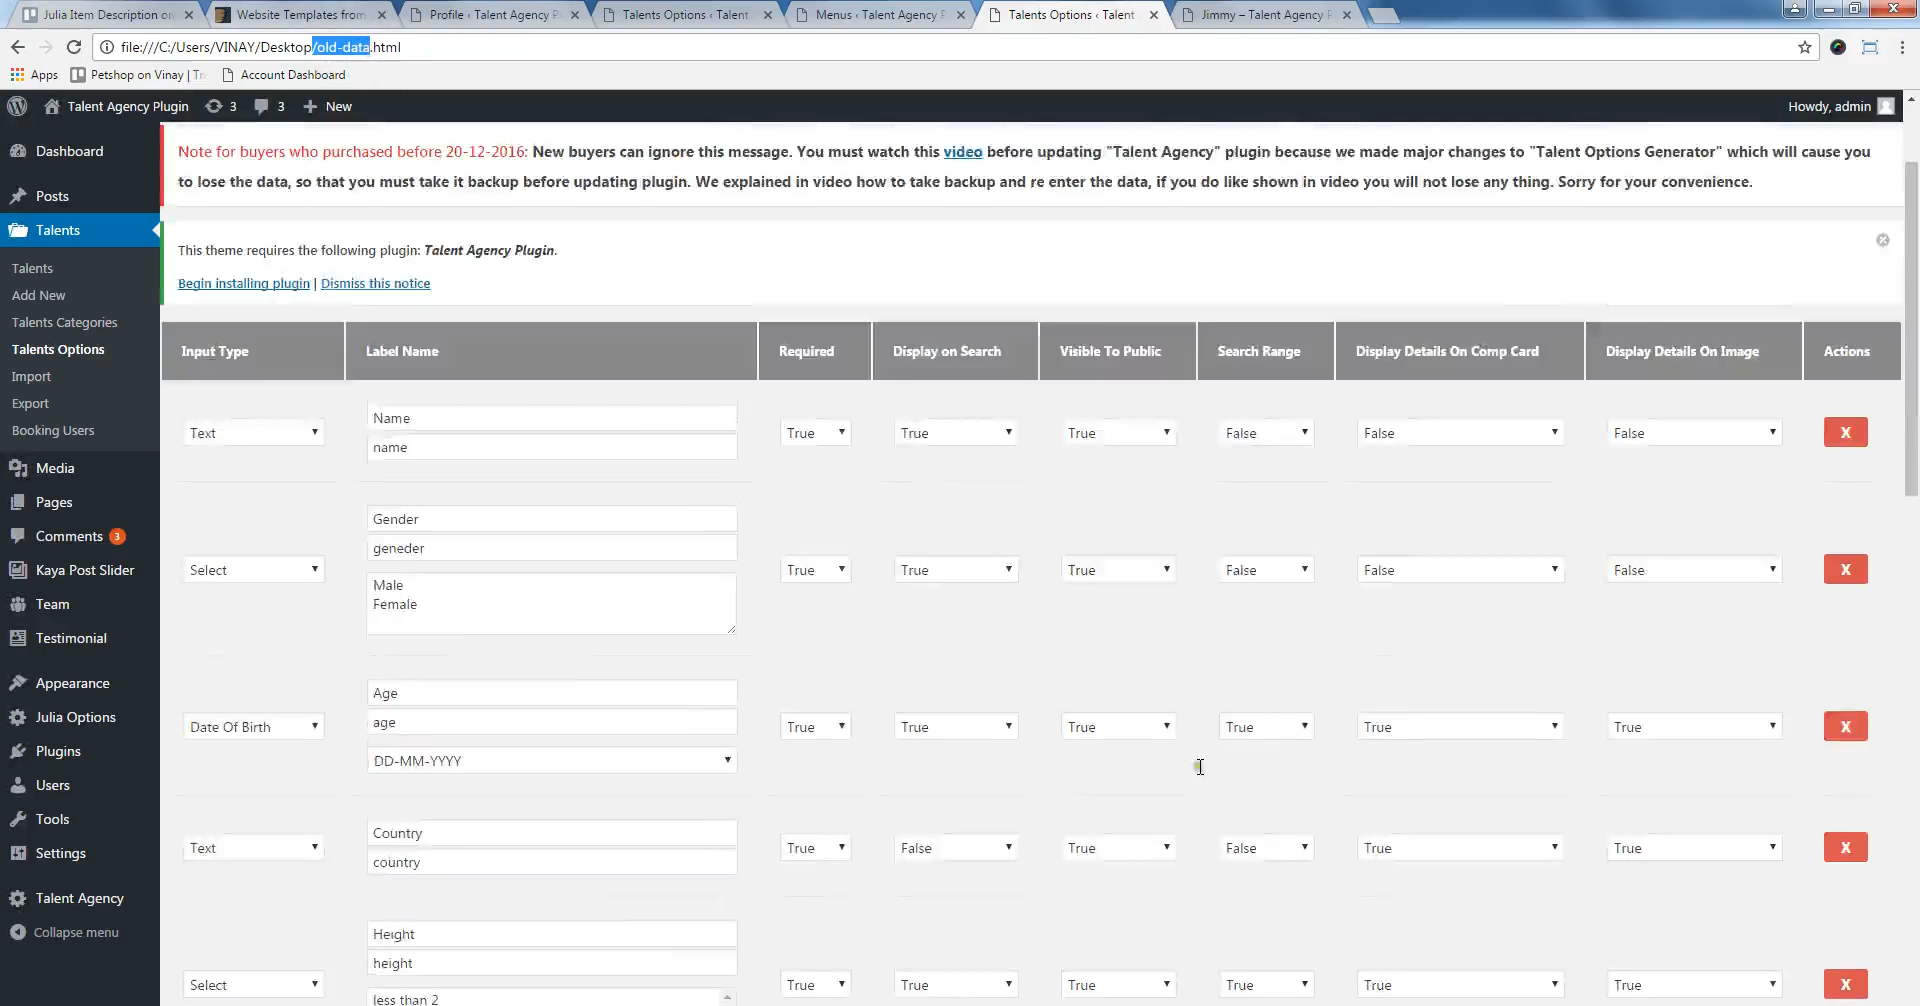 Julia Item Description on
Website Templates from
Profile ‹ Talent Agency P
Talents Options ‹ Talent
Menus ‹ Talent Agency P
Talents Options ‹ Talent
Jimmy – Talent Agency P
file:///C:/Users/VINAY/Desktop/old-data.html
Apps
Petshop on Vinay | Tr
Account Dashboard
Talent Agency Plugin
3
3
New
Howdy, admin
Dashboard
Posts
Talents
Talents
Add New
Talents Categories
Talents Options
Import
Export
Booking Users
Media
Pages
Comments 3
Kaya Post Slider
Team
Testimonial
Appearance
Julia Options
Plugins
Users
Tools
Settings
Talent Agency
Collapse menu
Note for buyers who purchased before 20-12-2016: New buyers can ignore this message. You must watch this video before updating "Talent Agency" plugin because we made major changes to "Talent Options Generator" which will cause you
to lose the data, so that you must take it backup before updating plugin. We explained in video how to take backup and re enter the data, if you do like shown in video you will not lose any thing. Sorry for your convenience.
This theme requires the following plugin: Talent Agency Plugin.
Begin installing plugin | Dismiss this notice
Input Type Label Name Required Display on Search Visible To Public Search Range Display Details On Comp Card Display Details On Image Actions
Name
Text True True True False False False X
name
Gender
geneder
Select True True True False False False X
Male
Female
Age
age
Date Of Birth True True True True True True X
DD-MM-YYYY
Country
Text True False True False True True X
country
Height
height
Select True True True True True True X
less than 2